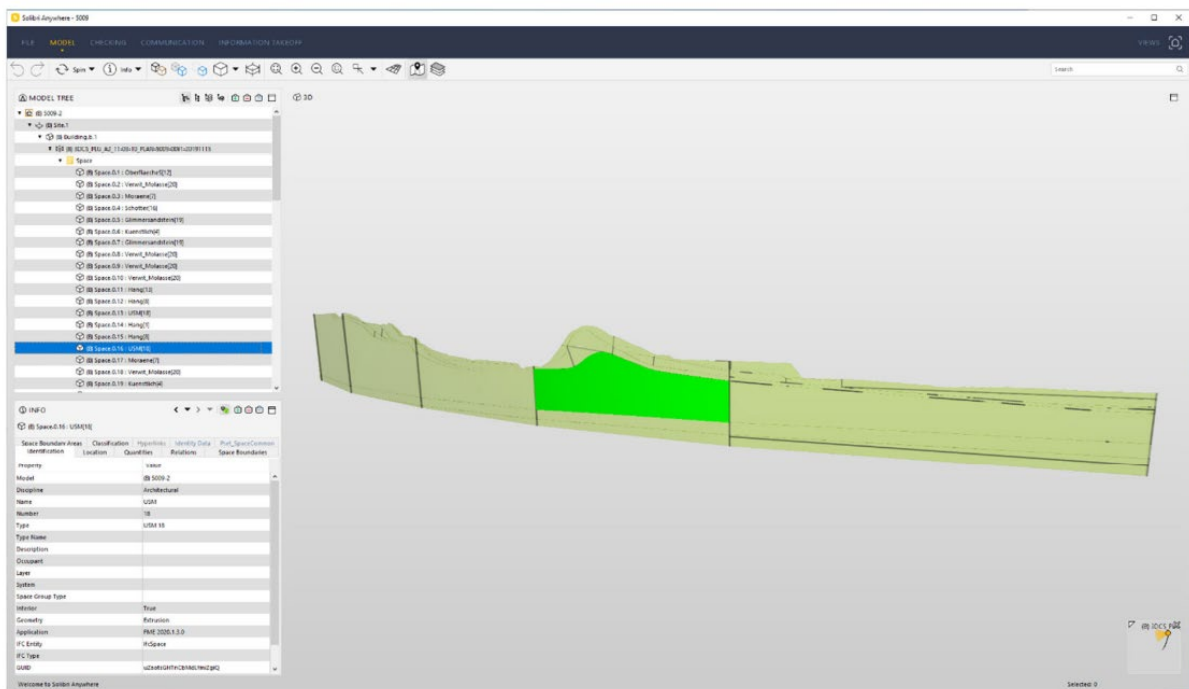 Solibri Anywhere - 5009
FILE MODEL CHECKING COMMUNICATION INFORMATION TAKEOFF VIEWS
Spin Info Search
MODEL TREE
3D
(B) 5009-2
(B) Site.1
(B) Building.b.1
Space
(B) Space.0.1 : Oberflaeche5[12]
(B) Space.0.2 : Verwit_Molasse[20]
(B) Space.0.3 : Moraene[7]
(B) Space.0.4 : Schotter[16]
(B) Space.0.5 : Glimmersandstein[19]
(B) Space.0.6 : Kuenstlich[4]
(B) Space.0.7 : Glimmersandstein[19]
(B) Space.0.8 : Verwit_Molasse[20]
(B) Space.0.9 : Verwit_Molasse[20]
(B) Space.0.10 : Verwit_Molasse[20]
(B) Space.0.11 : Hang[13]
(B) Space.0.12 : Hang[8]
(B) Space.0.13 : USM[18]
(B) Space.0.14 : Hang[1]
(B) Space.0.15 : Hang[8]
(B) Space.0.16 : USM[18]
(B) Space.0.17 : Moraene[7]
(B) Space.0.18 : Verwit_Molasse[20]
(B) Space.0.19 : Kuenstlich[4]
INFO
(B) Space.0.16 : USM[18]
Space Boundary Areas Classification Hyperlinks Identity Data Pset_SpaceCommon
Identification Location Quantities Relations Space Boundaries
Property Value
Model (B) 5009-2
Discipline Architectural
Name USM
Number 18
Type USM 18
Type Name
Description
Occupant
Layer
System
Space Group Type
Interior True
Geometry Extrusion
Application FME 2020.1.3.0
IFC Entity IfcSpace
IFC Type
GUID
Welcome to Solibri Anywhere
Selected: 0